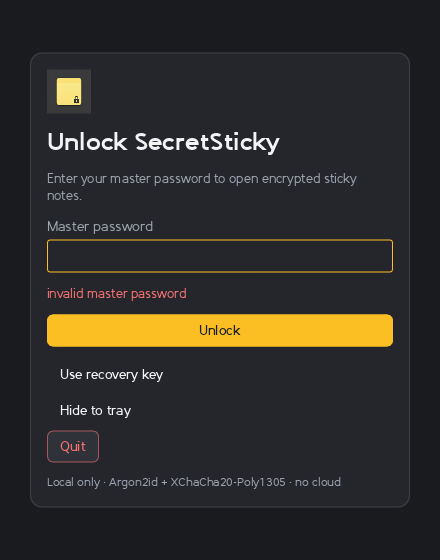 Unlock SecretSticky
Enter your master password to open encrypted sticky
notes.
Master password
invalid master password
Unlock
Use recovery key
Hide to tray
Quit
Local only · Argon2id + XChaCha20-Poly1305 · no cloud